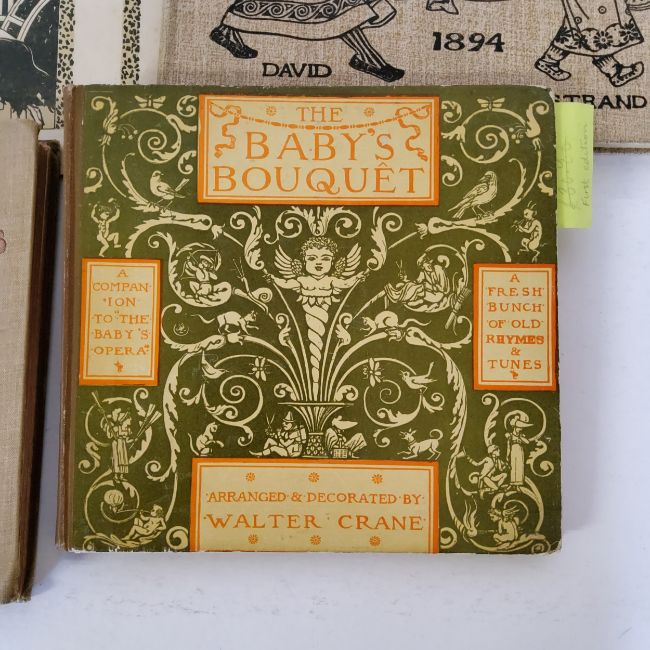 DAVID
1894
STRAND
THE
BABY'S
BOUQUÊT
First edition
A
COMPAN
·ION·
TO·"THE
·BABY'S·
·OPERA"·
A
FRESH
BUNCH
·OF OLD·
RHYMES
&
TUNES
·ARRANGED·&·DECORATED·BY·
·WALTER·CRANE·